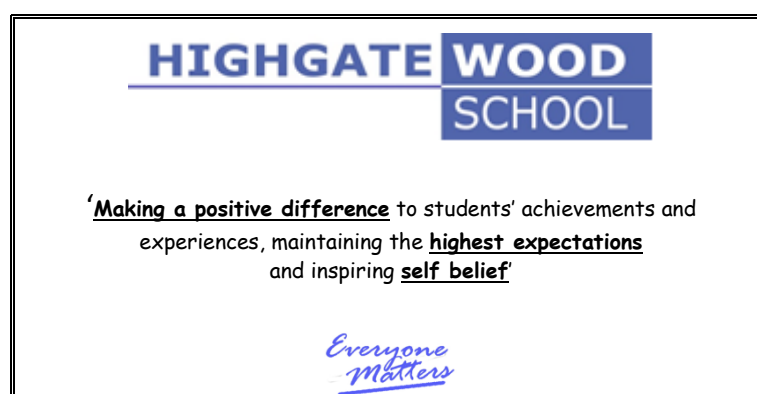 HIGHGATE WOOD
SCHOOL
‘Making a positive difference to students’ achievements and
experiences, maintaining the highest expectations
and inspiring self belief’
Everyone
Matters